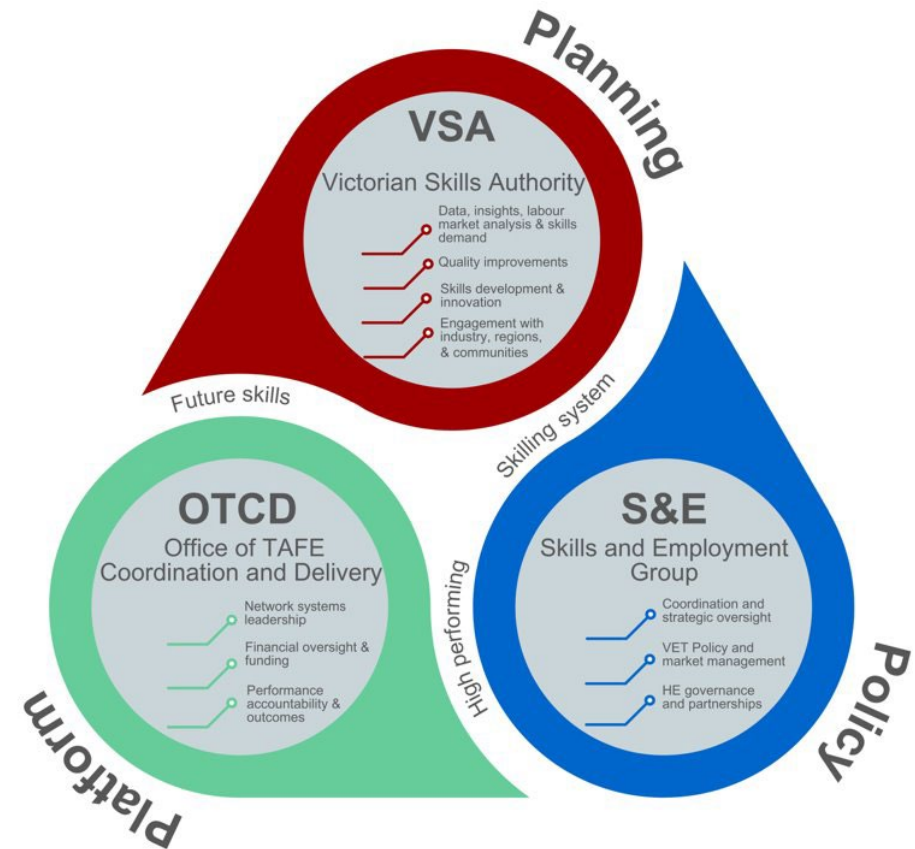 Planning
VSA
Victorian Skills Authority
Data, insights, labour
market analysis & skills
demand
Quality improvements
Skills development &
innovation
Engagement with
industry, regions,
& communities
Future skills
Skilling system
OTCD
Office of TAFE
Coordination and Delivery
Network systems
leadership
Financial oversight &
funding
Performance
accountability &
outcomes
High performing
S&E
Skills and Employment
Group
Coordination and
strategic oversight
VET Policy and
market management
HE governance
and partnerships
Platform
Policy